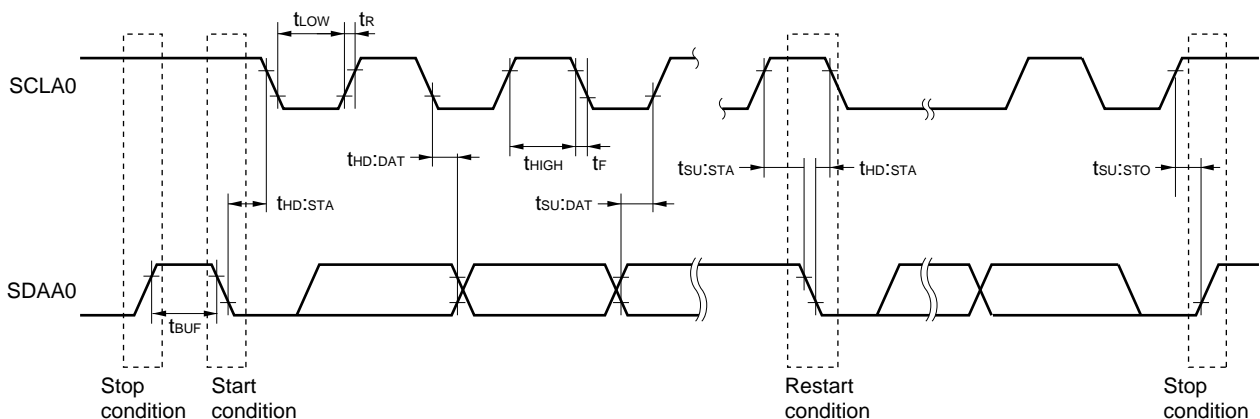 tLOW
tR
SCLA0
tHD:DAT
tHIGH
tF
tSU:STA
tHD:STA
tSU:STO
tHD:STA
tSU:DAT
SDAA0
tBUF
Stop
condition
Start
condition
Restart
condition
Stop
condition